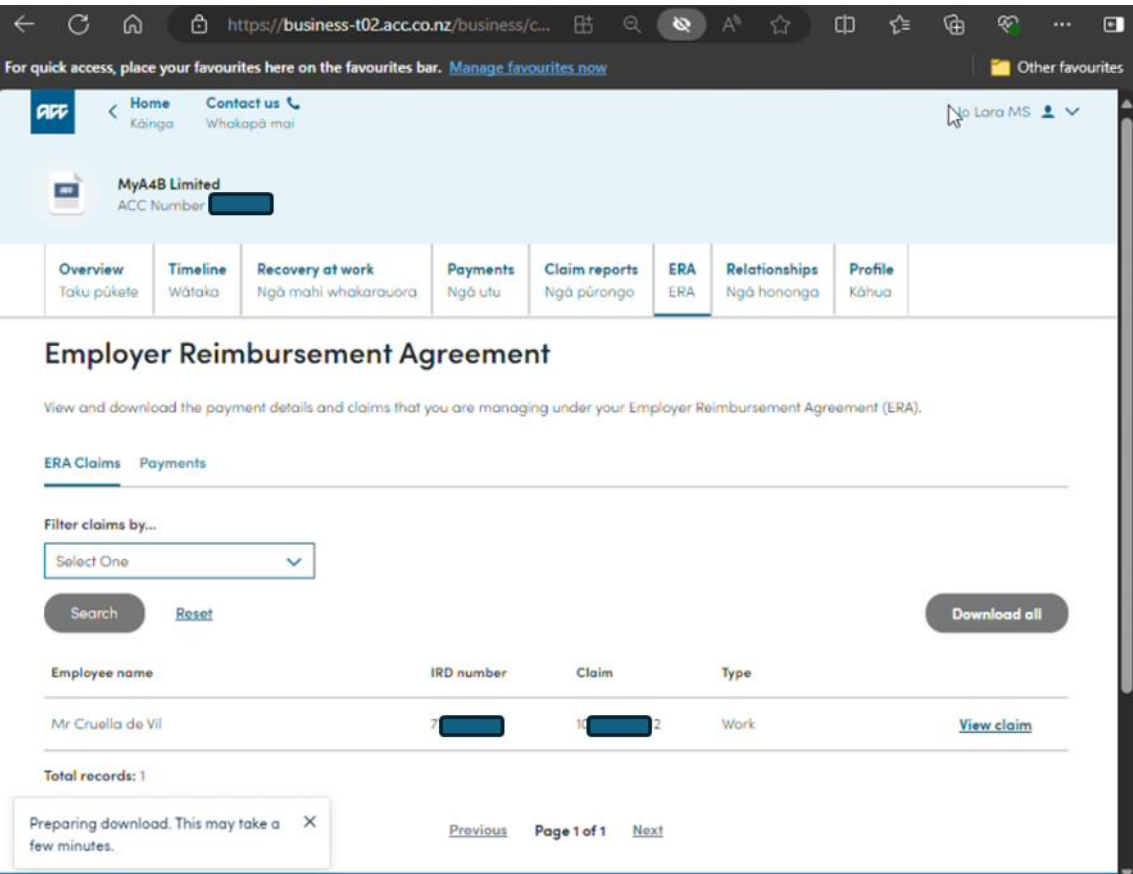 https://business-t02.acc.co.nz/business/c...
For quick access, place your favourites here on the favourites bar. Manage favourites now
Other favourites
acc
Home
Kāinga
Contact us
Whakapā mai
No Lara MS
MyA4B Limited
ACC Number
Overview
Taku pūkete
Timeline
Wātaka
Recovery at work
Ngā mahi whakarauora
Payments
Ngā utu
Claim reports
Ngā pūrongo
ERA
ERA
Relationships
Ngā hononga
Profile
Kāhua
Employer Reimbursement Agreement
View and download the payment details and claims that you are managing under your Employer Reimbursement Agreement (ERA).
ERA Claims Payments
Filter claims by...
Select One
Search Reset Download all
Employee name IRD number Claim Type
Mr Cruella de Vil 7 10 2 Work View claim
Total records: 1
Preparing download. This may take a
few minutes.
Previous Page 1 of 1 Next